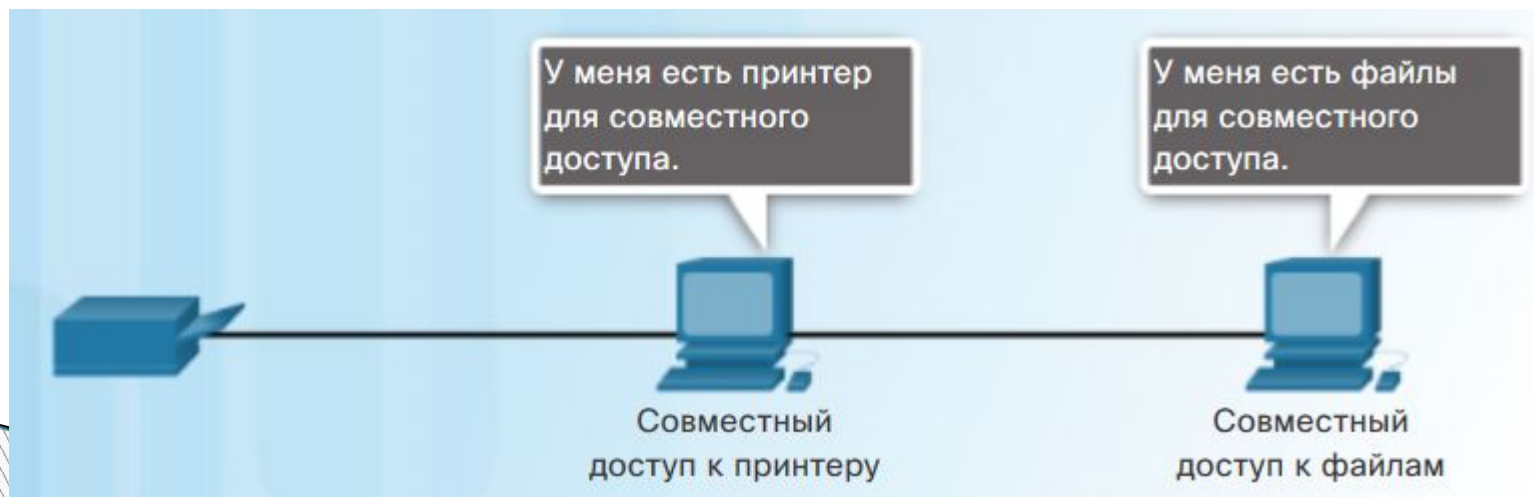 У меня есть принтер
для совместного
доступа.
У меня есть файлы
для совместного
доступа.
Совместный
доступ к принтеру
Совместный
доступ к файлам